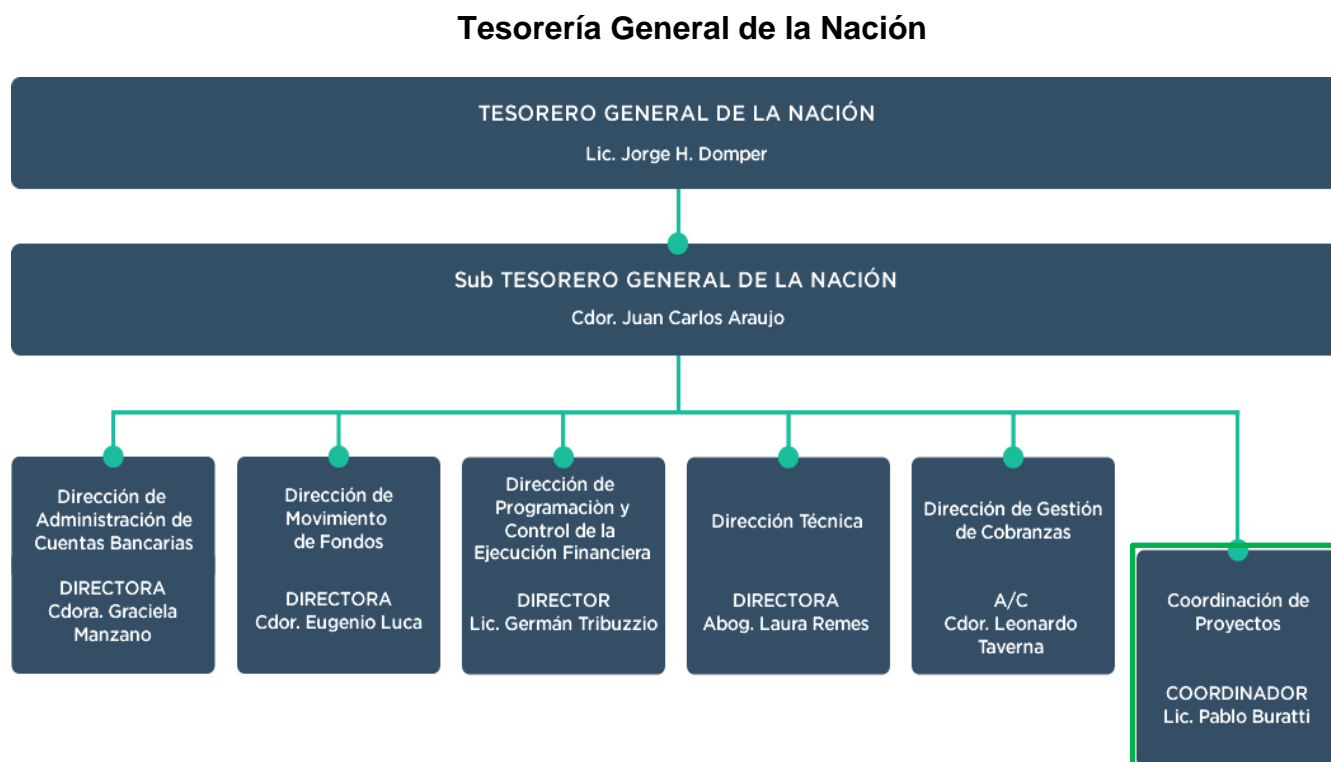 Tesorería General de la Nación
TESORERO GENERAL DE LA NACIÓN
Lic. Jorge H. Domper
Sub TESORERO GENERAL DE LA NACIÓN
Cdor. Juan Carlos Araujo
Dirección de
Administración de
Cuentas Bancarias
DIRECTORA
Cdora. Graciela
Manzano
Dirección de
Movimiento
de Fondos
DIRECTORA
Cdor. Eugenio Luca
Dirección de
Programaciòn y
Control de la
Ejecución Financiera
DIRECTOR
Lic. Germán Tribuzzio
Dirección Técnica
DIRECTORA
Abog. Laura Remes
Dirección de Gestión
de Cobranzas
A/C
Cdor. Leonardo
Taverna
Coordinación de
Proyectos
COORDINADOR
Lic. Pablo Buratti